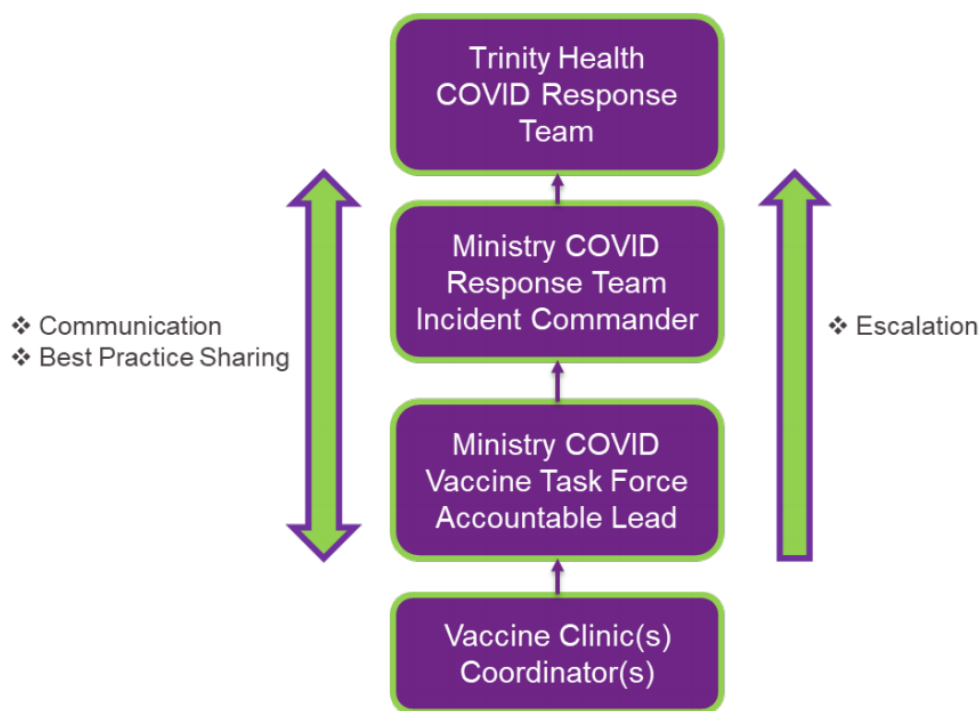 Trinity Health
COVID Response
Team
Ministry COVID
Response Team
Incident Commander
❖ Communication
❖ Best Practice Sharing
❖ Escalation
Ministry COVID
Vaccine Task Force
Accountable Lead
Vaccine Clinic(s)
Coordinator(s)